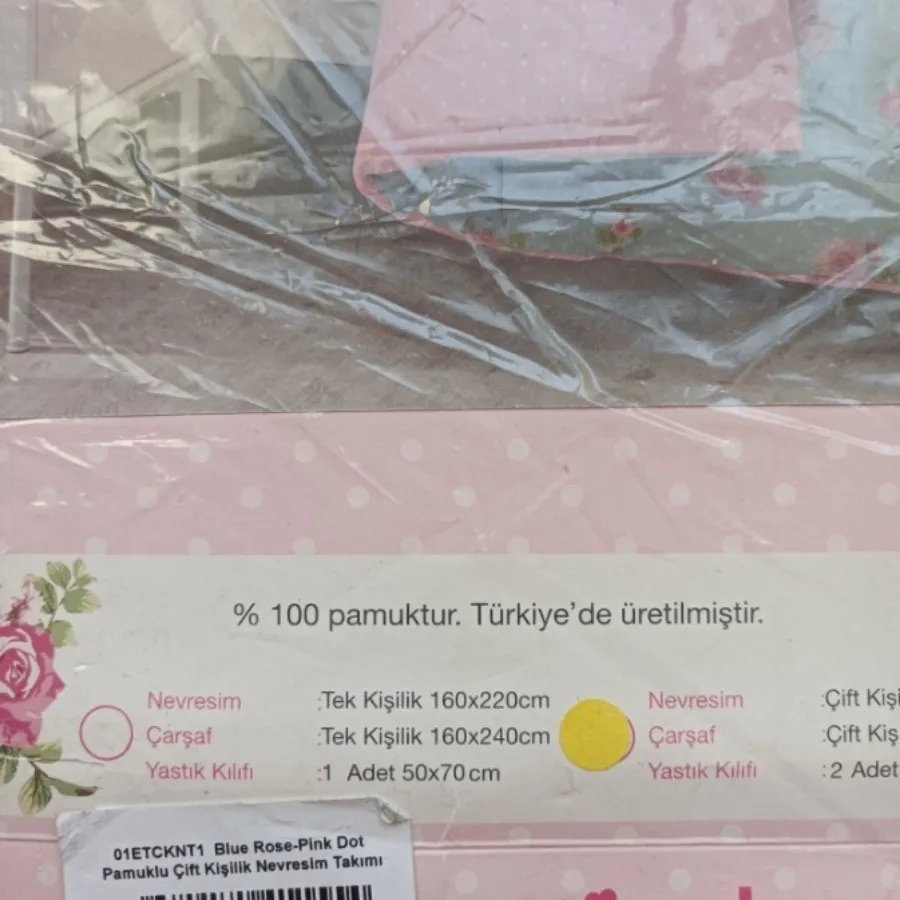 % 100 pamuktur. Türkiye'de üretilmiştir.
Nevresim :Tek Kişilik 160x220cm
Çarşaf :Tek Kişilik 160x240cm
Yastık Kılıfı :1 Adet 50x70cm
Nevresim :Çift Kişi
Çarşaf :Çift Kiş
Yastık Kılıfı :2 Adet
01ETCKNT1 Blue Rose-Pink Dot
Pamuklu Çift Kişilik Nevresim Takımı